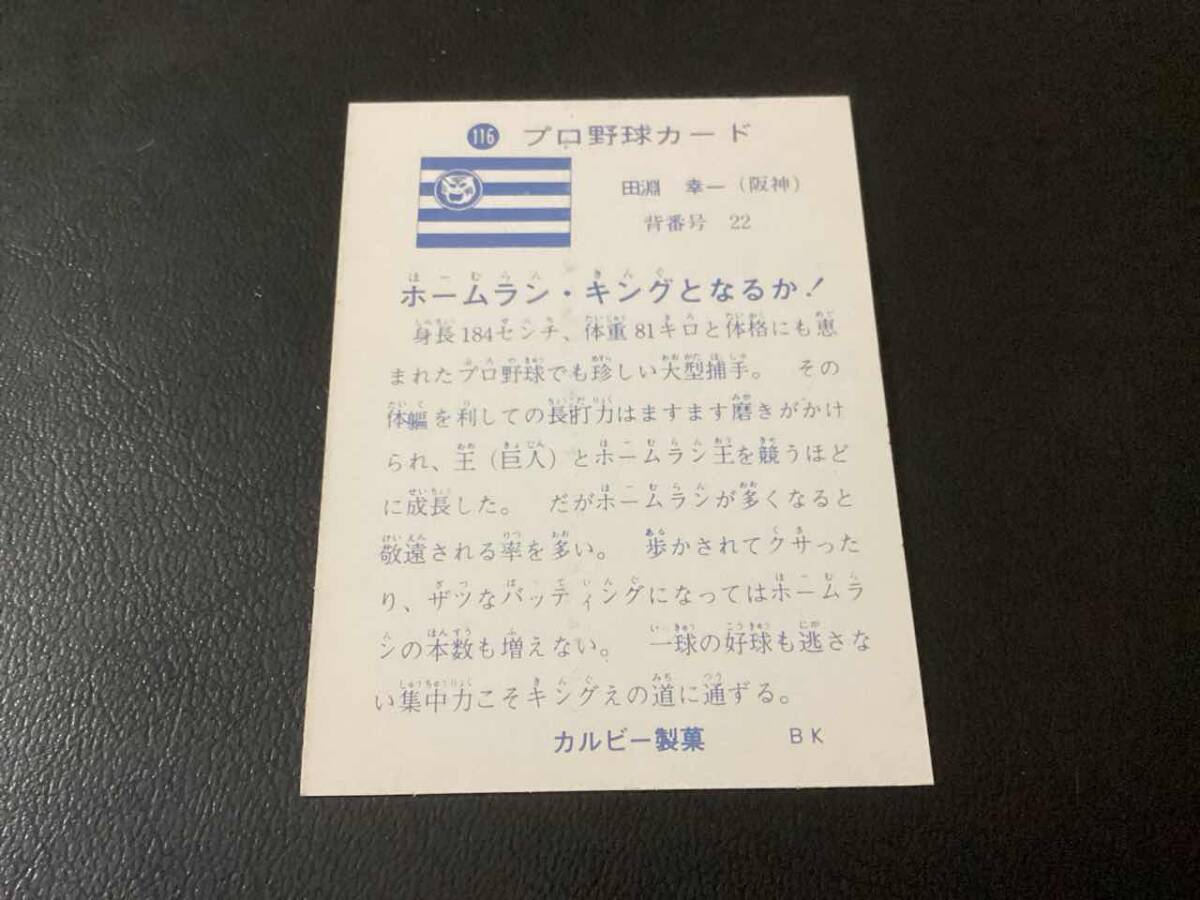 116 プロ野球カード
田淵 幸一(阪神)
背番号 22
ホームラン・キングとなるか!
身長184センチ、体重81キロと体格にも恵
まれたプロ野球でも珍しい大型捕手。 その
体軀を利しての長打力はますます磨きがかけ
られ、王(巨人)とホームラン王を競うほど
に成長した。 だがホームランが多くなると
敬遠される率を多い。 歩かされてクサった
り、ザツなバッティングになってはホームラ
ンの本数も増えない。 一球の好球も逃さな
い集中力こそキングえの道に通ずる。
カルビー製菓 BK